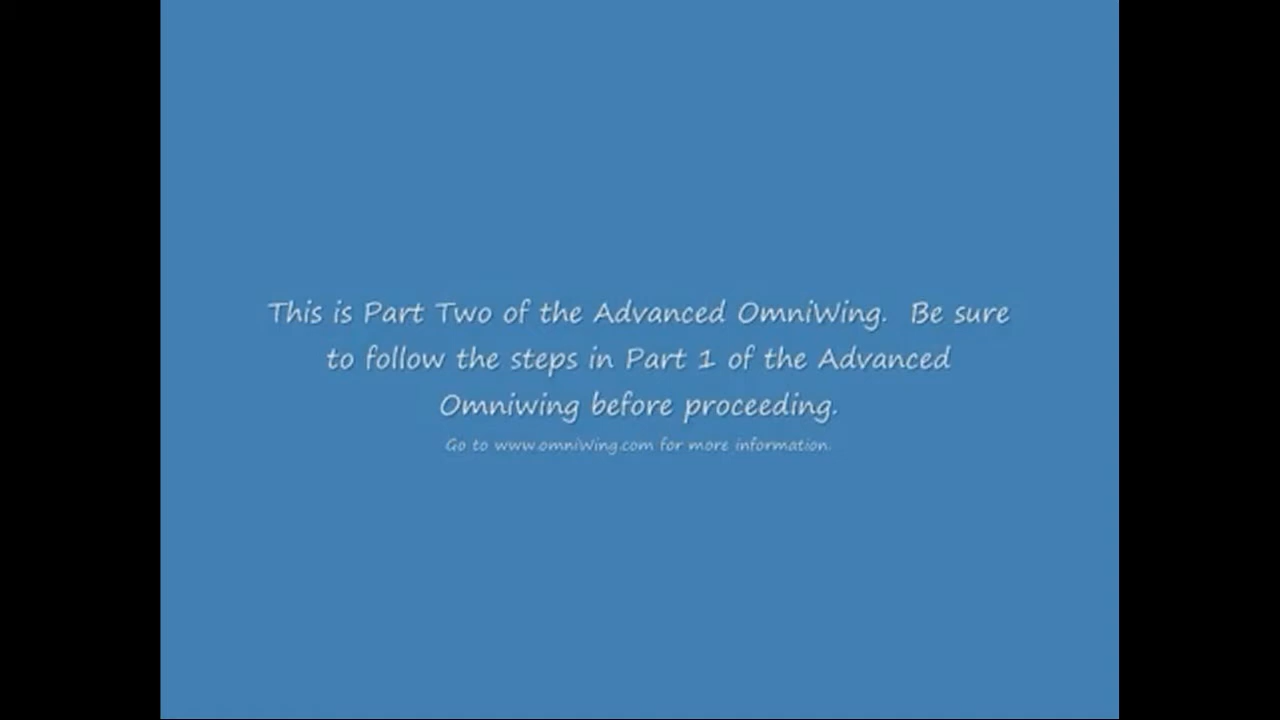 This is Part Two of the Advanced OmniWing.  Be sure
to follow the steps in Part 1 of the Advanced
Omniwing before proceeding.
Go to www.omniWing.com for more information.